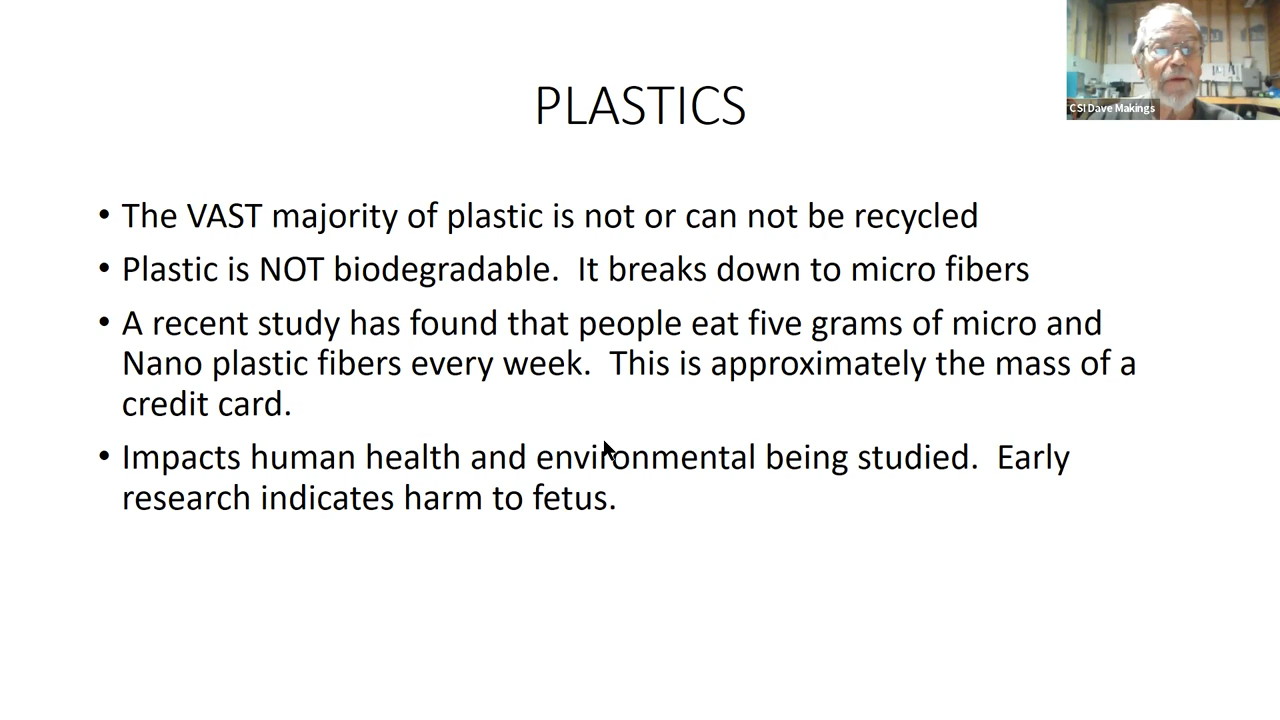 PLASTICS
CSI Dave Makings
• The VAST majority of plastic is not or can not be recycled
• Plastic is NOT biodegradable.  It breaks down to micro fibers
• A recent study has found that people eat five grams of micro and
Nano plastic fibers every week.  This is approximately the mass of a
credit card.
• Impacts human health and environmental being studied.  Early
research indicates harm to fetus.